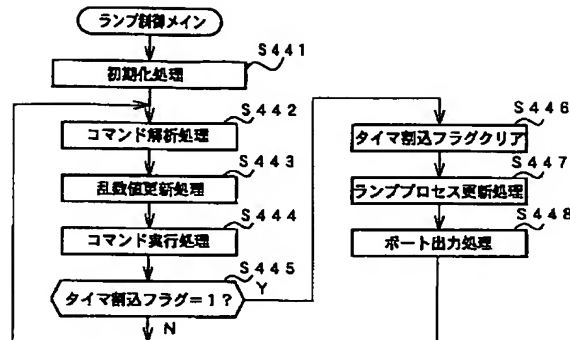 ランプ制御メイン
S441
初期化処理
S442
コマンド解析処理
S443
乱数値更新処理
S444
コマンド実行処理
S445
タイマ割込フラグ=1?
Y
N
S446
タイマ割込フラグクリア
S447
ランププロセス更新処理
S448
ポート出力処理